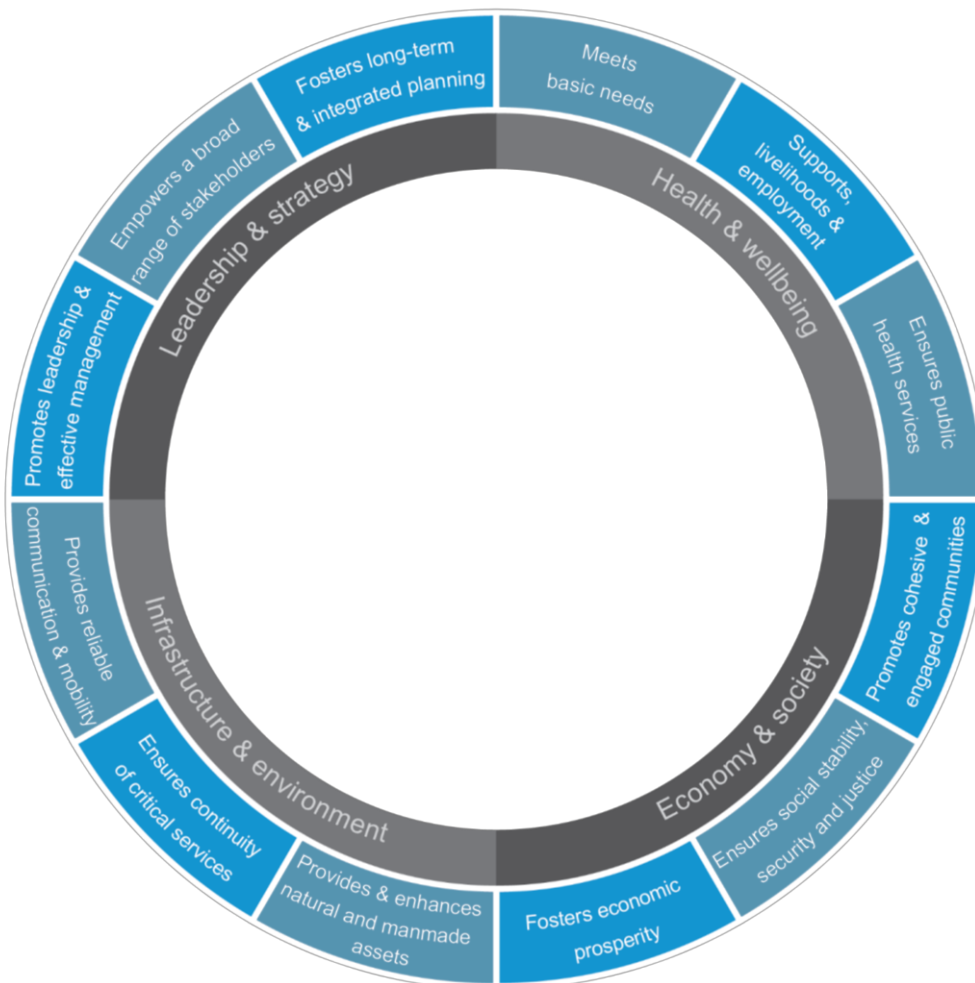 Meets
basic needs
Supports,
livelihoods &
employment
Ensures public
health services
Promotes cohesive &
engaged communities
Ensures social stability,
security and justice
Fosters economic
prosperity
Provides & enhances
natural and manmade
assets
Ensures continuity
of critical services
Provides reliable
communication & mobility
Promotes leadership &
effective management
Empowers a broad
range of stakeholders
Fosters long-term
& integrated planning
Health & wellbeing
Economy & society
Infrastructure & environment
Leadership & strategy